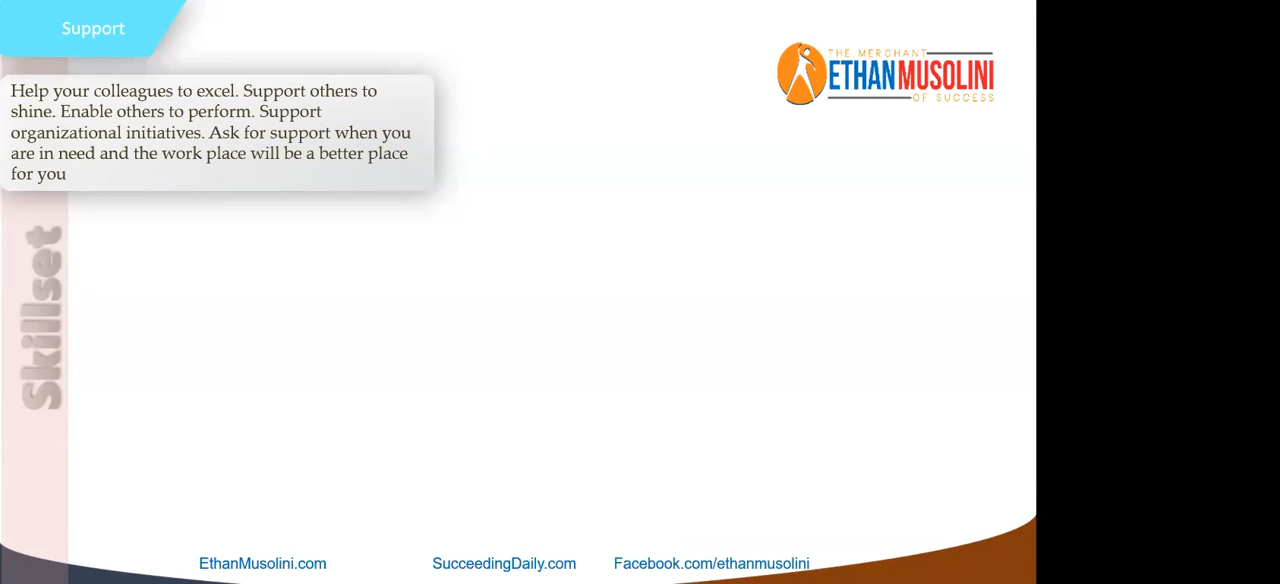 Support
THE MERCHANT
ETHANMUSOLINI
OF SUCCESS
Help your colleagues to excel. Support others to
shine. Enable others to perform. Support
organizational initiatives. Ask for support when you
are in need and the work place will be a better place
for you
Skillset
EthanMusolini.com
SucceedingDaily.com
Facebook.com/ethanmusolini